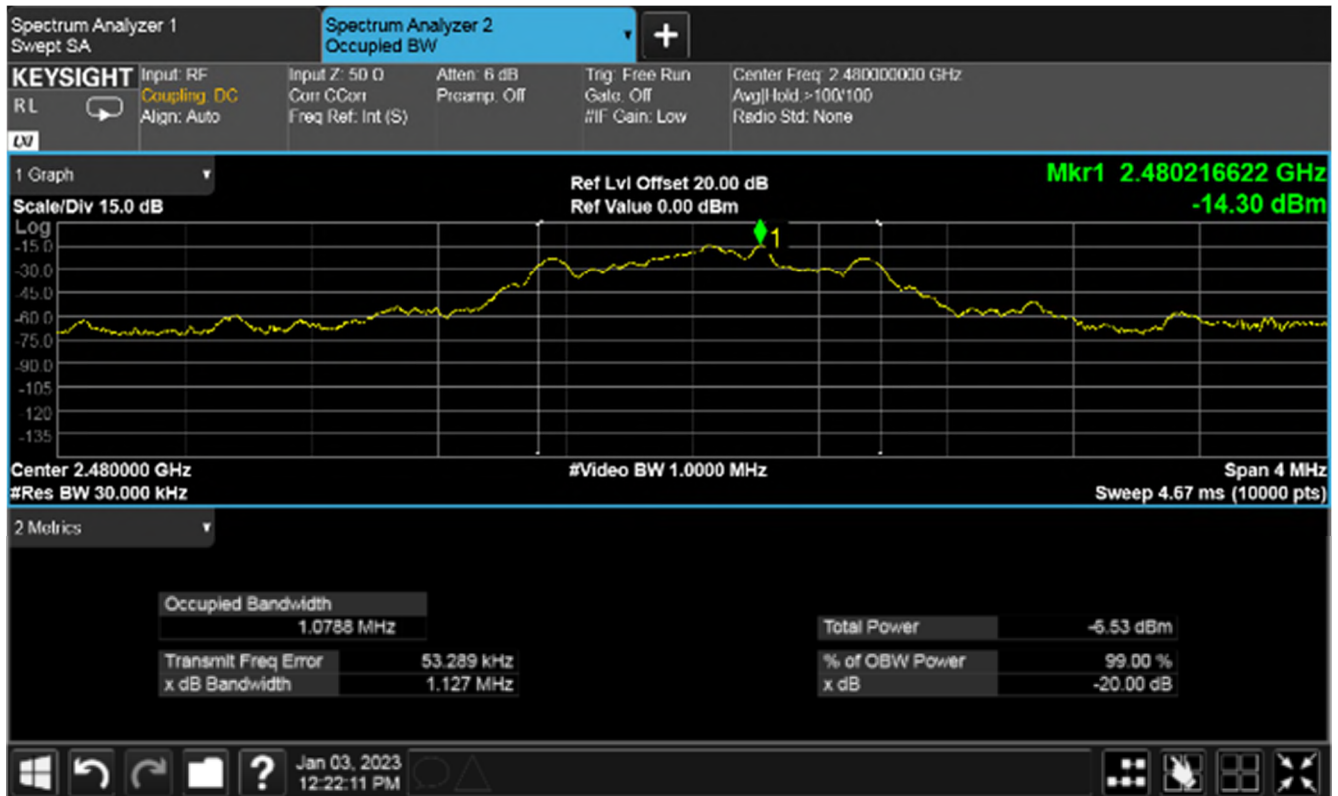 Spectrum Analyzer 1
Swept SA
Spectrum Analyzer 2
Occupied BW
+
KEYSIGHT
RL
LXI
Input: RF
Coupling: DC
Align: Auto
Input Z: 50 Ω
Corr CCorr
Freq Ref: Int (S)
Atten: 6 dB
Preamp: Off
Trig: Free Run
Gate: Off
#IF Gain: Low
Center Freq: 2.480000000 GHz
Avg|Hold:>100/100
Radio Std: None
1 Graph
Scale/Div 15.0 dB
Ref Lvl Offset 20.00 dB
Ref Value 0.00 dBm
Mkr1 2.480216622 GHz
-14.30 dBm
Log
-15.0
-30.0
-45.0
-60.0
-75.0
-90.0
-105
-120
-135
1
Center 2.480000 GHz
#Res BW 30.000 kHz
#Video BW 1.0000 MHz
Span 4 MHz
Sweep 4.67 ms (10000 pts)
2 Metrics
Occupied Bandwidth
1.0788 MHz
Transmit Freq Error 53.289 kHz
x dB Bandwidth 1.127 MHz
Total Power
% of OBW Power 99.00 %
x dB -20.00 dB
?
Jan 03, 2023
12:22:11 PM